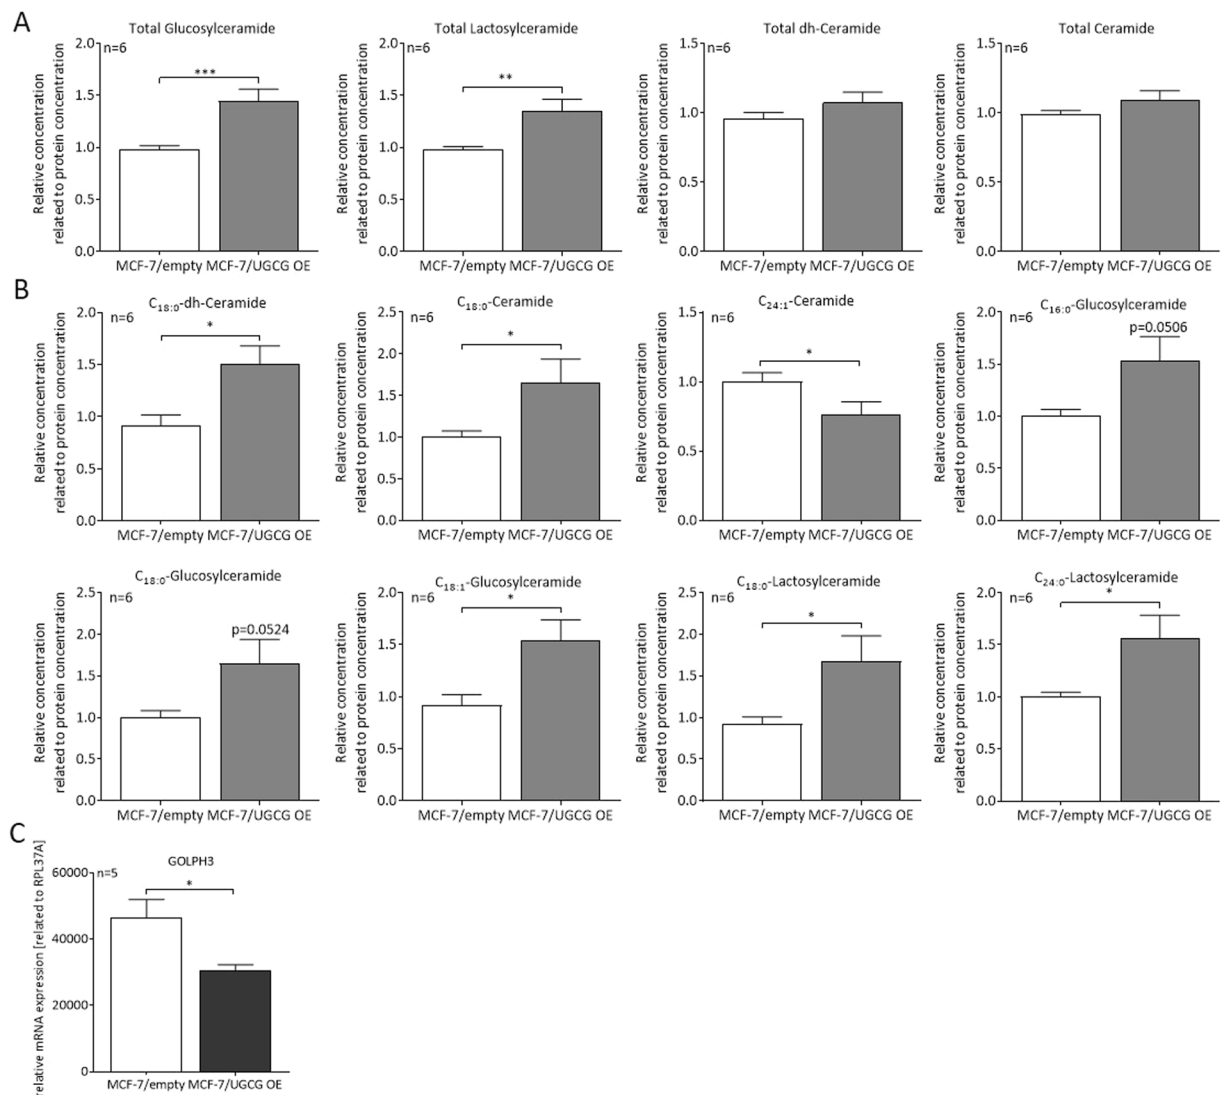 A
Total Glucosylceramide
n=6
***
Relative concentration
related to protein concentration
2.0
1.5
1.0
0.5
0.0
MCF-7/empty MCF-7/UGCG OE
Total Lactosylceramide
n=6
**
Relative concentration
related to protein concentration
2.0
1.5
1.0
0.5
0.0
MCF-7/empty MCF-7/UGCG OE
Total dh-Ceramide
n=6
Relative concentration
related to protein concentration
1.5
1.0
0.5
0.0
MCF-7/empty MCF-7/UGCG OE
Total Ceramide
n=6
Relative concentration
related to protein concentration
1.5
1.0
0.5
0.0
MCF-7/empty MCF-7/UGCG OE
B
C18:0-dh-Ceramide
n=6
*
Relative concentration
related to protein concentration
2.0
1.5
1.0
0.5
0.0
MCF-7/empty MCF-7/UGCG OE
C18:0-Ceramide
n=6
*
Relative concentration
related to protein concentration
2.5
2.0
1.5
1.0
0.5
0.0
MCF-7/empty MCF-7/UGCG OE
C24:1-Ceramide
n=6
*
Relative concentration
related to protein concentration
1.5
1.0
0.5
0.0
MCF-7/empty MCF-7/UGCG OE
C16:0-Glucosylceramide
n=6
p=0.0506
Relative concentration
related to protein concentration
2.0
1.5
1.0
0.5
0.0
MCF-7/empty MCF-7/UGCG OE
C18:0-Glucosylceramide
n=6
p=0.0524
Relative concentration
related to protein concentration
2.5
2.0
1.5
1.0
0.5
0.0
MCF-7/empty MCF-7/UGCG OE
C18:1-Glucosylceramide
n=6
*
Relative concentration
related to protein concentration
2.0
1.5
1.0
0.5
0.0
MCF-7/empty MCF-7/UGCG OE
C18:0-Lactosylceramide
n=6
*
Relative concentration
related to protein concentration
2.5
2.0
1.5
1.0
0.5
0.0
MCF-7/empty MCF-7/UGCG OE
C24:0-Lactosylceramide
n=6
*
Relative concentration
related to protein concentration
2.0
1.5
1.0
0.5
0.0
MCF-7/empty MCF-7/UGCG OE
C
GOLPH3
n=5
*
relative mRNA expression [related to RPL37A]
60000
40000
20000
0
MCF-7/empty MCF-7/UGCG OE